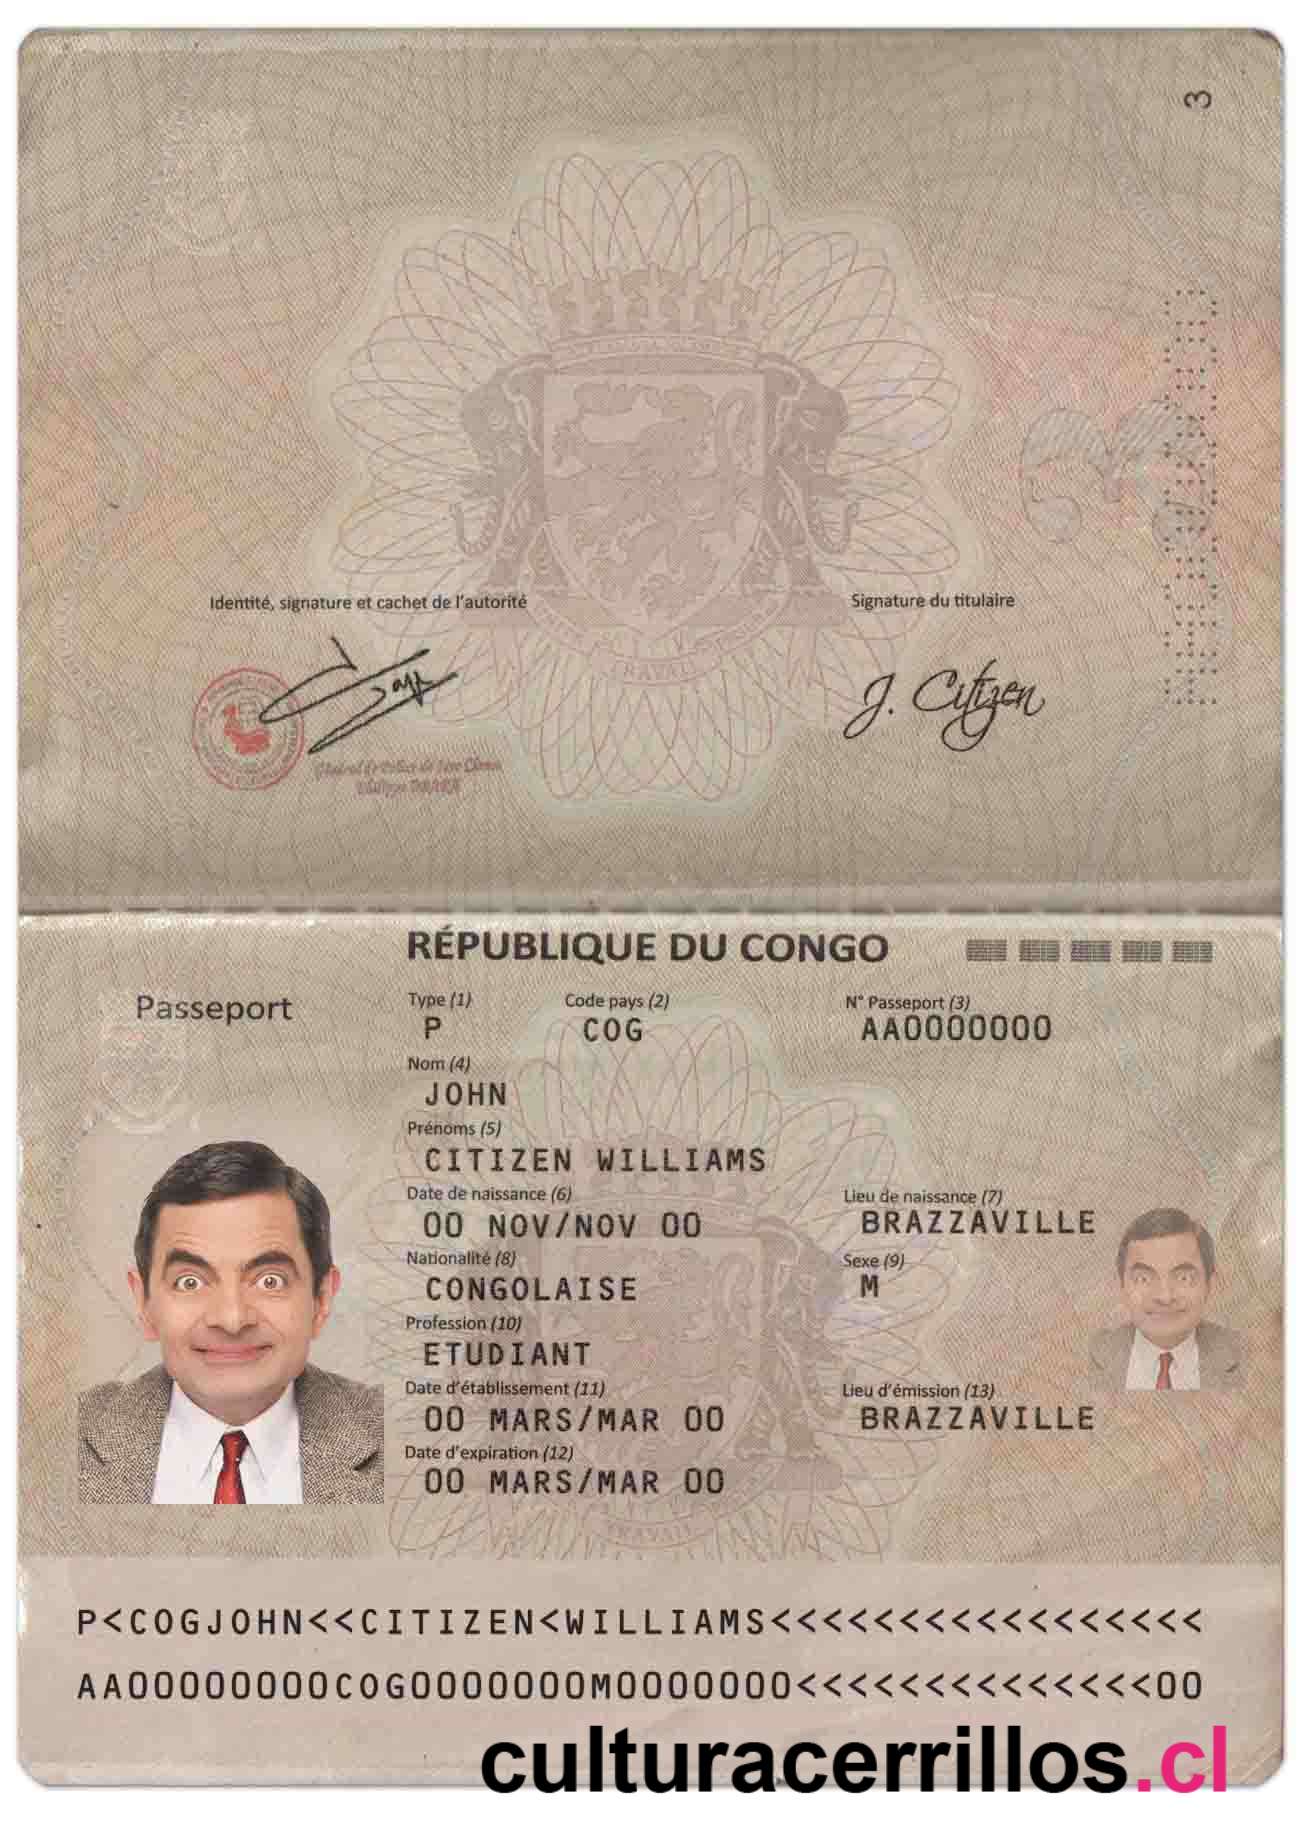 3
Identité, signature et cachet de l'autorité
Signature du titulaire
J. Citizen
RÉPUBLIQUE DU CONGO
Passeport
Type (1)
Code pays (2)
N° Passeport (3)
P
COG
AA0000000
Nom (4)
JOHN
Prénoms (5)
CITIZEN WILLIAMS
Date de naissance (6)
Lieu de naissance (7)
00 NOV/NOV 00
BRAZZAVILLE
Nationalité (8)
Sexe (9)
CONGOLAISE
M
Profession (10)
ETUDIANT
Date d'établissement (11)
Lieu d'émission (13)
00 MARS/MAR 00
BRAZZAVILLE
Date d'expiration (12)
00 MARS/MAR 00
TRAVAIL
P<COGJOHN<<CITIZEN<WILLIAMS<<<<<<<<<<<<<<<<<
AA00000000COG0000000M0000000<<<<<<<<<<<<<<00
culturacerrillos.cl